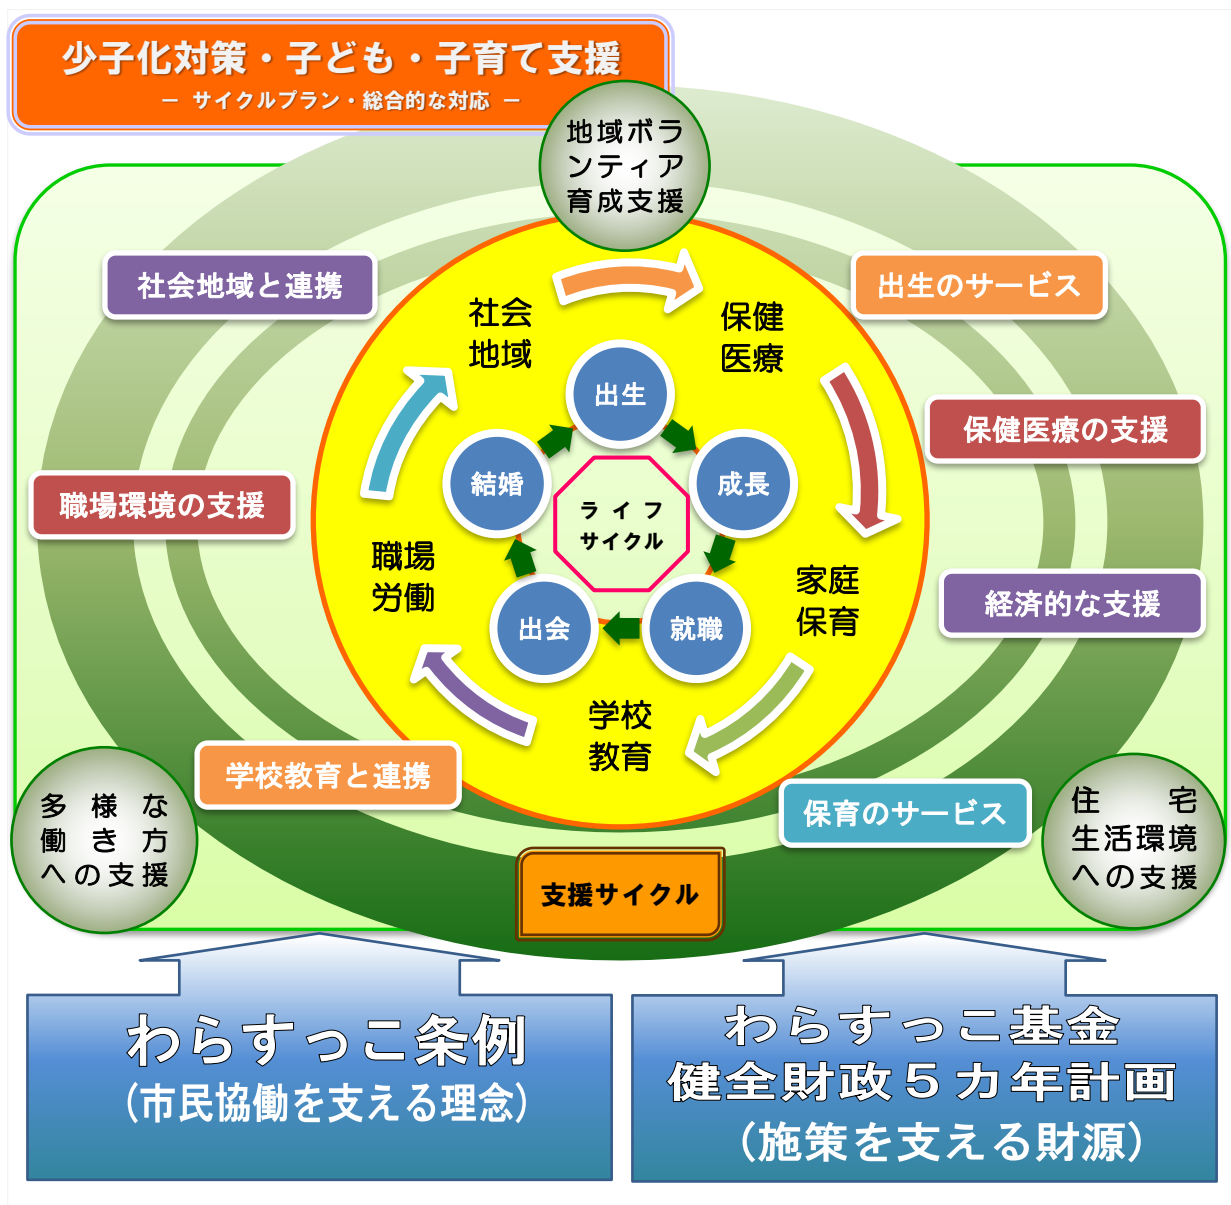 少子化対策・子ども・子育て支援
－ サイクルプラン・総合的な対応 －
地域ボラ
ンティア
育成支援
社会地域と連携
出生のサービス
社会
地域
保健
医療
出生
保健医療の支援
職場環境の支援
結婚
成長
ライフ
サイクル
職場
労働
家庭
保育
経済的な支援
出会
就職
学校
教育
学校教育と連携
保育のサービス
多様な
働き方
への支援
住宅
生活環境
への支援
支援サイクル
わらすっこ条例
(市民協働を支える理念)
わらすっこ基金
健全財政５カ年計画
(施策を支える財源)